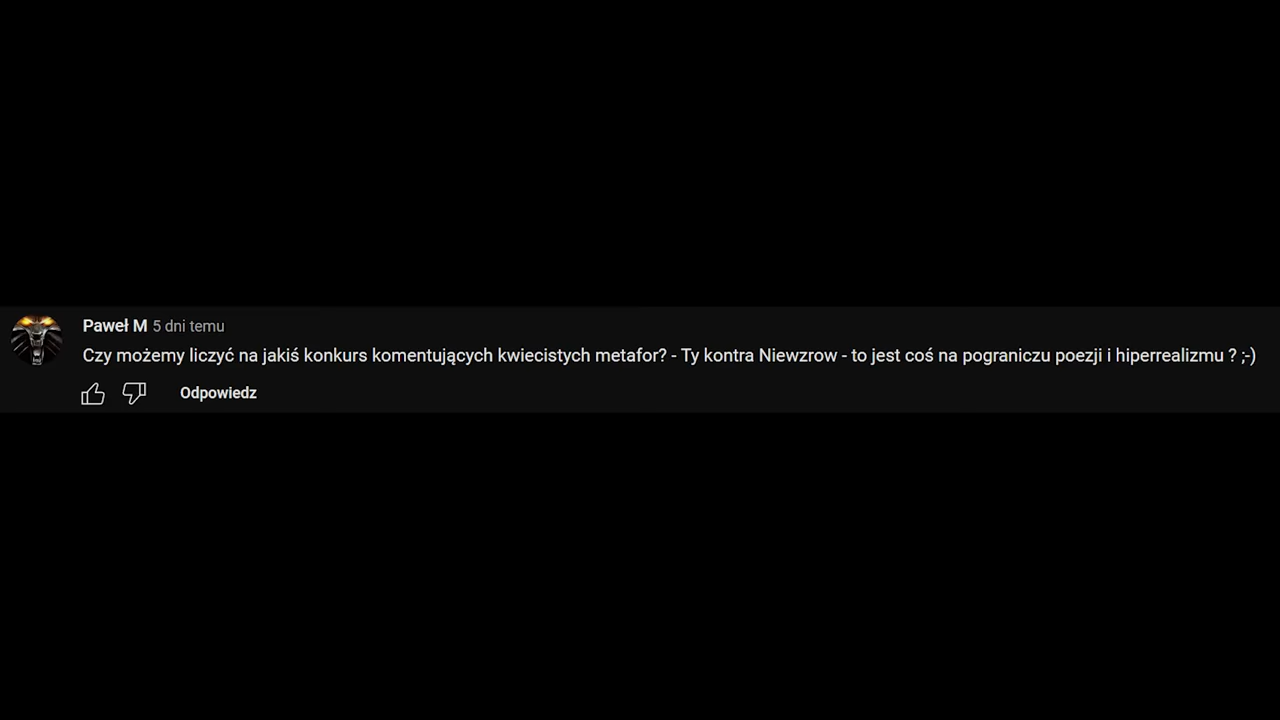 Paweł M 5 dni temu
Czy możemy liczyć na jakiś konkurs komentujących kwiecistych metafor? - Ty kontra Niewzrow - to jest coś na pograniczu poezji i hiperrealizmu ? ;-)
Odpowiedz